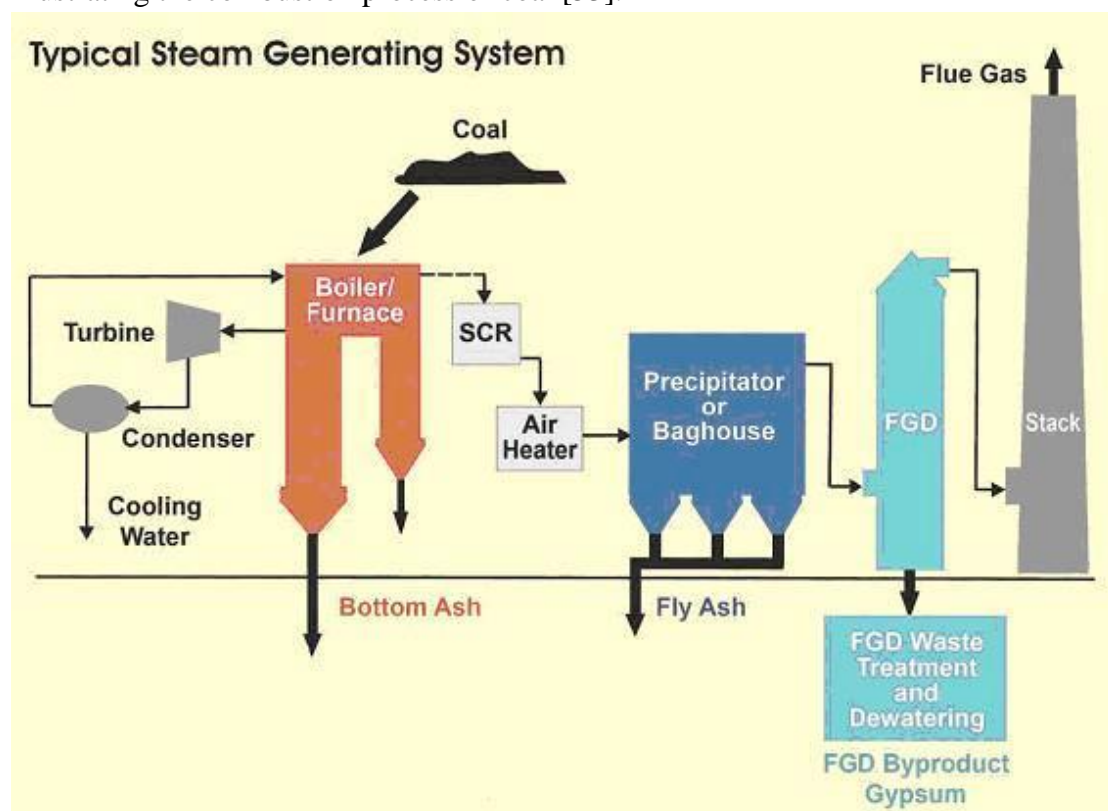 Typical Steam Generating System
Flue Gas
Coal
Boiler/
Furnace
Turbine
SCR
Precipitator
or
Baghouse
Air
Heater
FGD
Stack
Condenser
Cooling
Water
Bottom Ash
Fly Ash
FGD Waste
Treatment
and
Dewatering
FGD Byproduct
Gypsum